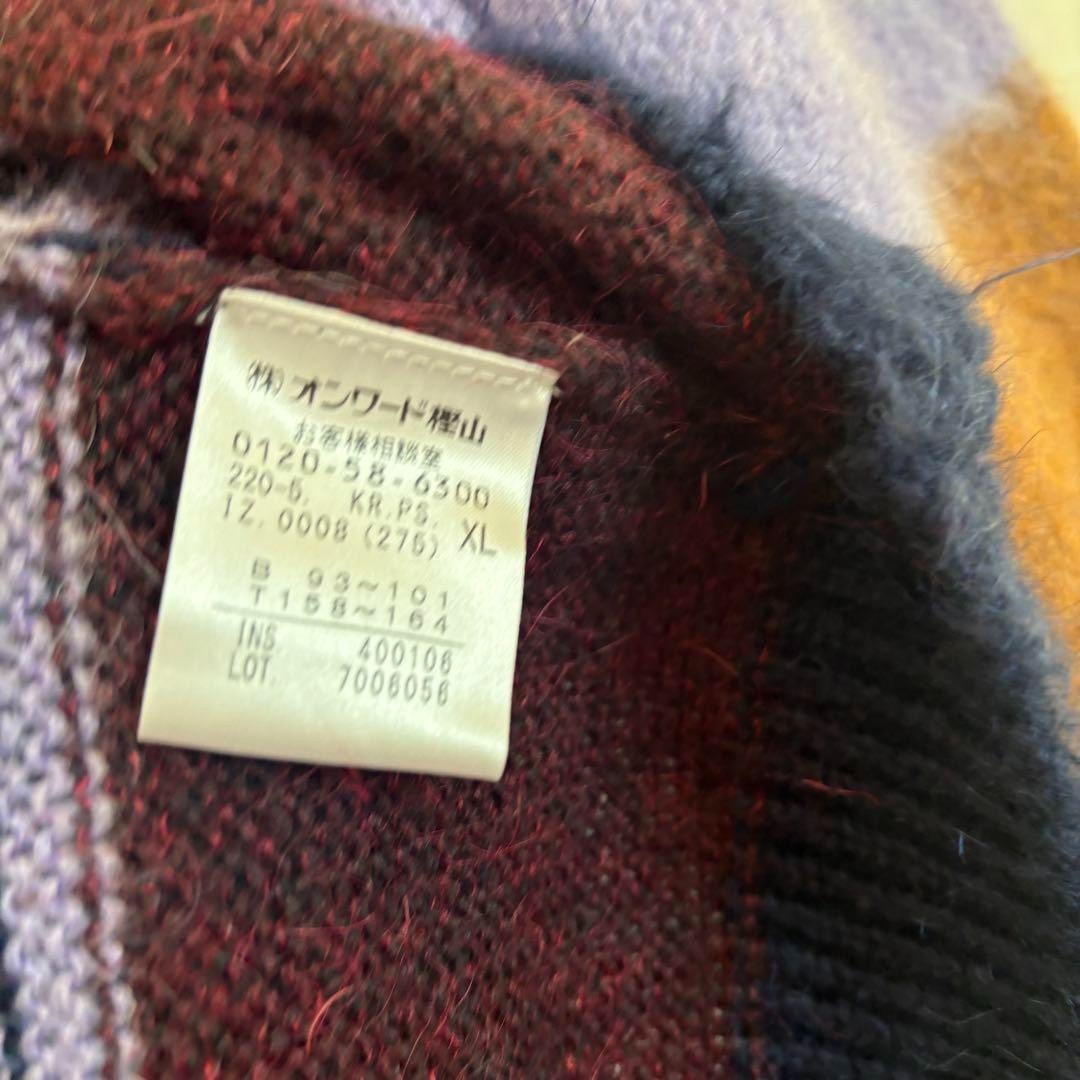 ㈱オンワード樫山
お客様相談室
0120-58-6300
220-5. KR.PS.
IZ.0008 (275) XL
B 93~101
T158~164
INS. 400106
LOT. 7006056